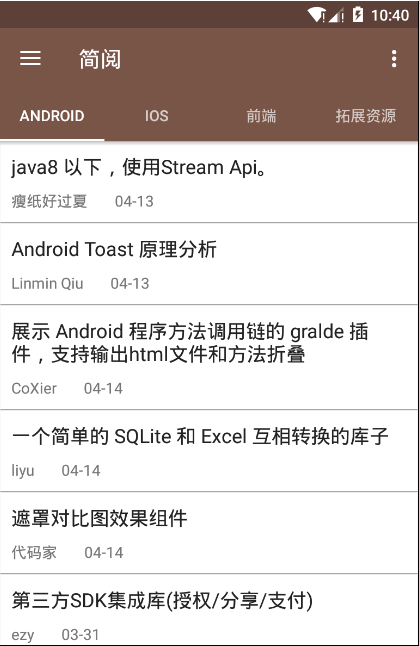 10:40
简阅
ANDROID IOS 前端 拓展资源
java8 以下，使用Stream Api。
瘦纸好过夏 04-13
Android Toast 原理分析
Linmin Qiu 04-13
展示 Android 程序方法调用链的 gralde 插
件，支持输出html文件和方法折叠
CoXier 04-14
一个简单的 SQLite 和 Excel 互相转换的库子
liyu 04-14
遮罩对比图效果组件
代码家 04-14
第三方SDK集成库(授权/分享/支付)
ezy 03-31